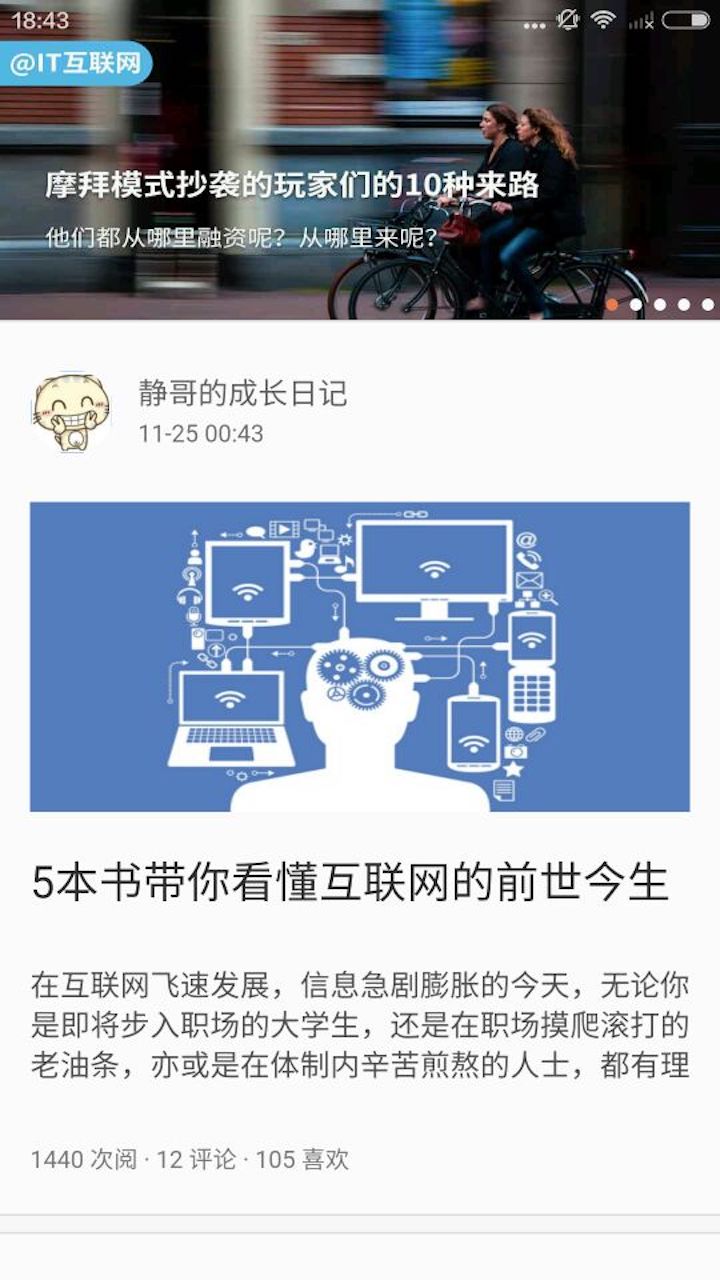 18:43
@IT互联网
摩拜模式抄袭的玩家们的10种来路
他们都从哪里融资呢？从哪里来呢？
静哥的成长日记
11-25 00:43
5本书带你看懂互联网的前世今生
在互联网飞速发展，信息急剧膨胀的今天，无论你
是即将步入职场的大学生，还是在职场摸爬滚打的
老油条，亦或是在体制内辛苦煎熬的人士，都有理
1440 次阅 · 12 评论 · 105 喜欢